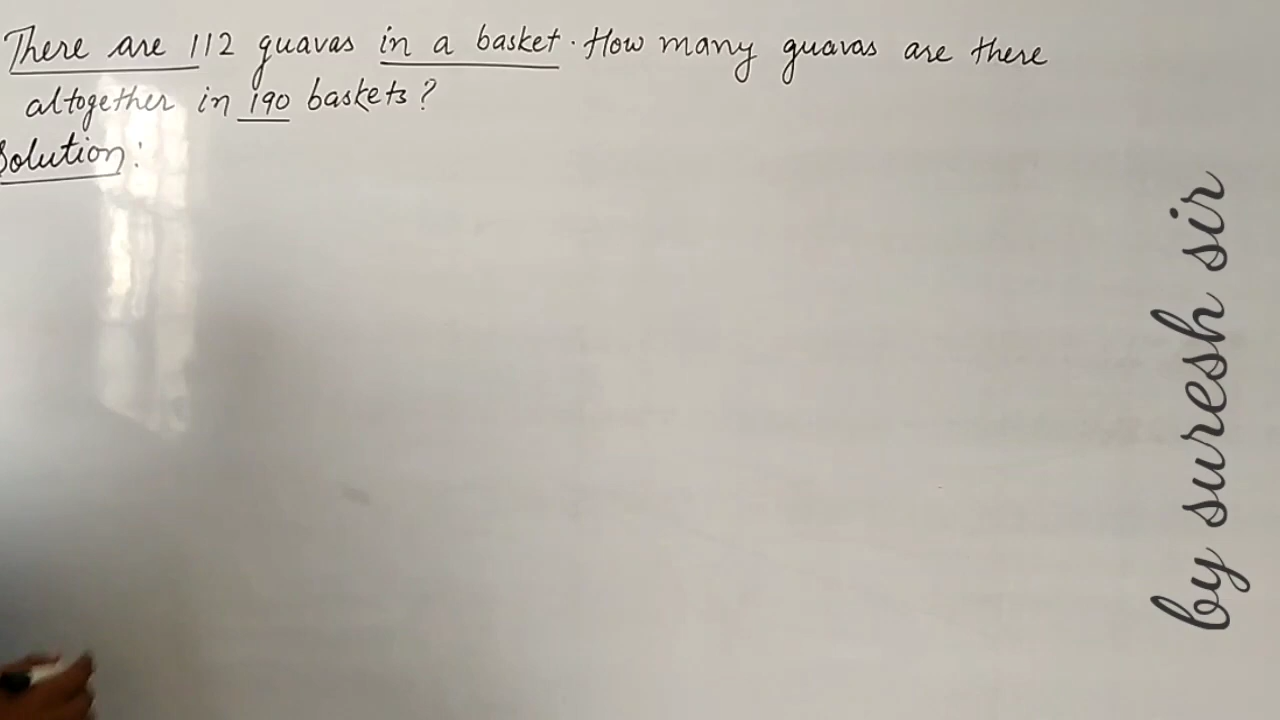 There are 112 guavas in a basket. How many guavas are there
altogether in 190 baskets?
Solution:
by suresh sir